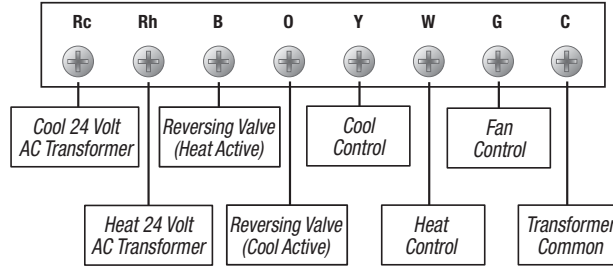 Rc Rh B O Y W G C
Cool 24 Volt
AC Transformer
Reversing Valve
(Heat Active)
Cool
Control
Fan
Control
Heat 24 Volt
AC Transformer
Reversing Valve
(Cool Active)
Heat
Control
Transformer
Common